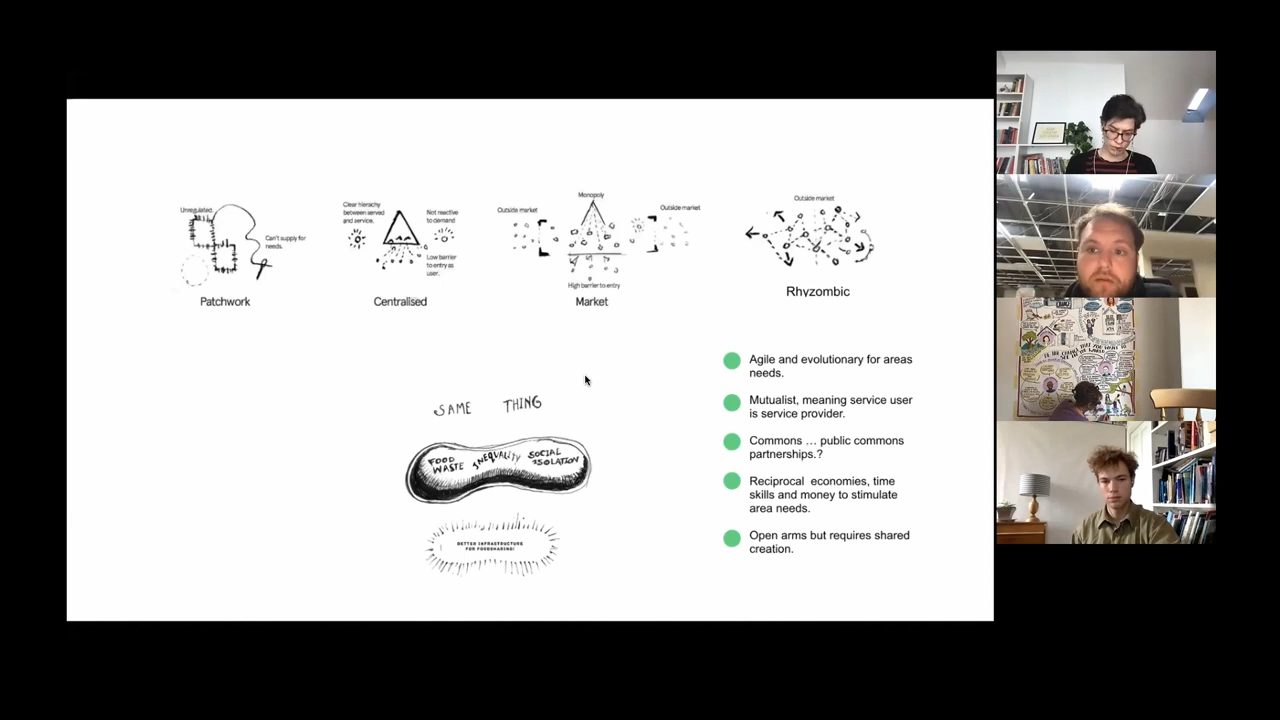 Unregulated.
Can't supply for
needs.
Patchwork
Clear hierachy
between served
and service.
Not reactive
to demand
Low barrier
to entry as
user.
Centralised
Monopoly
Outside market
Outside market
High barrier to entry
Market
Outside market
Rhyzombic
SAME THING
FOOD
WASTE
INEQUALITY
SOCIAL
ISOLATION
BETTER INFRASTRUCTURE
FOR FOODSHARING!
Agile and evolutionary for areas
needs.
Mutualist, meaning service user
is service provider.
Commons … public commons
partnerships.?
Reciprocal economies, time
skills and money to stimulate
area needs.
Open arms but requires shared
creation.